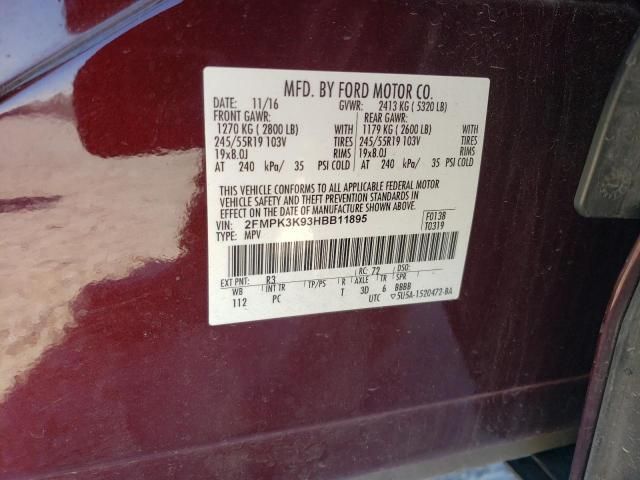 MFD. BY FORD MOTOR CO.
DATE: 11/16 GVWR: 2413 KG ( 5320 LB)
FRONT GAWR: REAR GAWR:
1270 KG ( 2800 LB) WITH 1179 KG ( 2600 LB) WITH
245/55R19 103V TIRES 245/55R19 103V TIRES
19x8.0J RIMS 19x8.0J RIMS
AT 240 kPa/ 35 PSI COLD AT 240 kPa/ 35 PSI COLD
THIS VEHICLE CONFORMS TO ALL APPLICABLE FEDERAL MOTOR
VEHICLE SAFETY AND THEFT PREVENTION STANDARDS IN
EFFECT ON THE DATE OF MANUFACTURE SHOWN ABOVE.
VIN: 2FMPK3K93HBB11895 F0138
TYPE: MPV T0319
EXT PNT: R3 RC: 72 DSO:
WB INT TR TP/PS R AXLE TR SPR
112 PC T 3D 6 BBBB
UTC ▽5U5A-1520472-BA